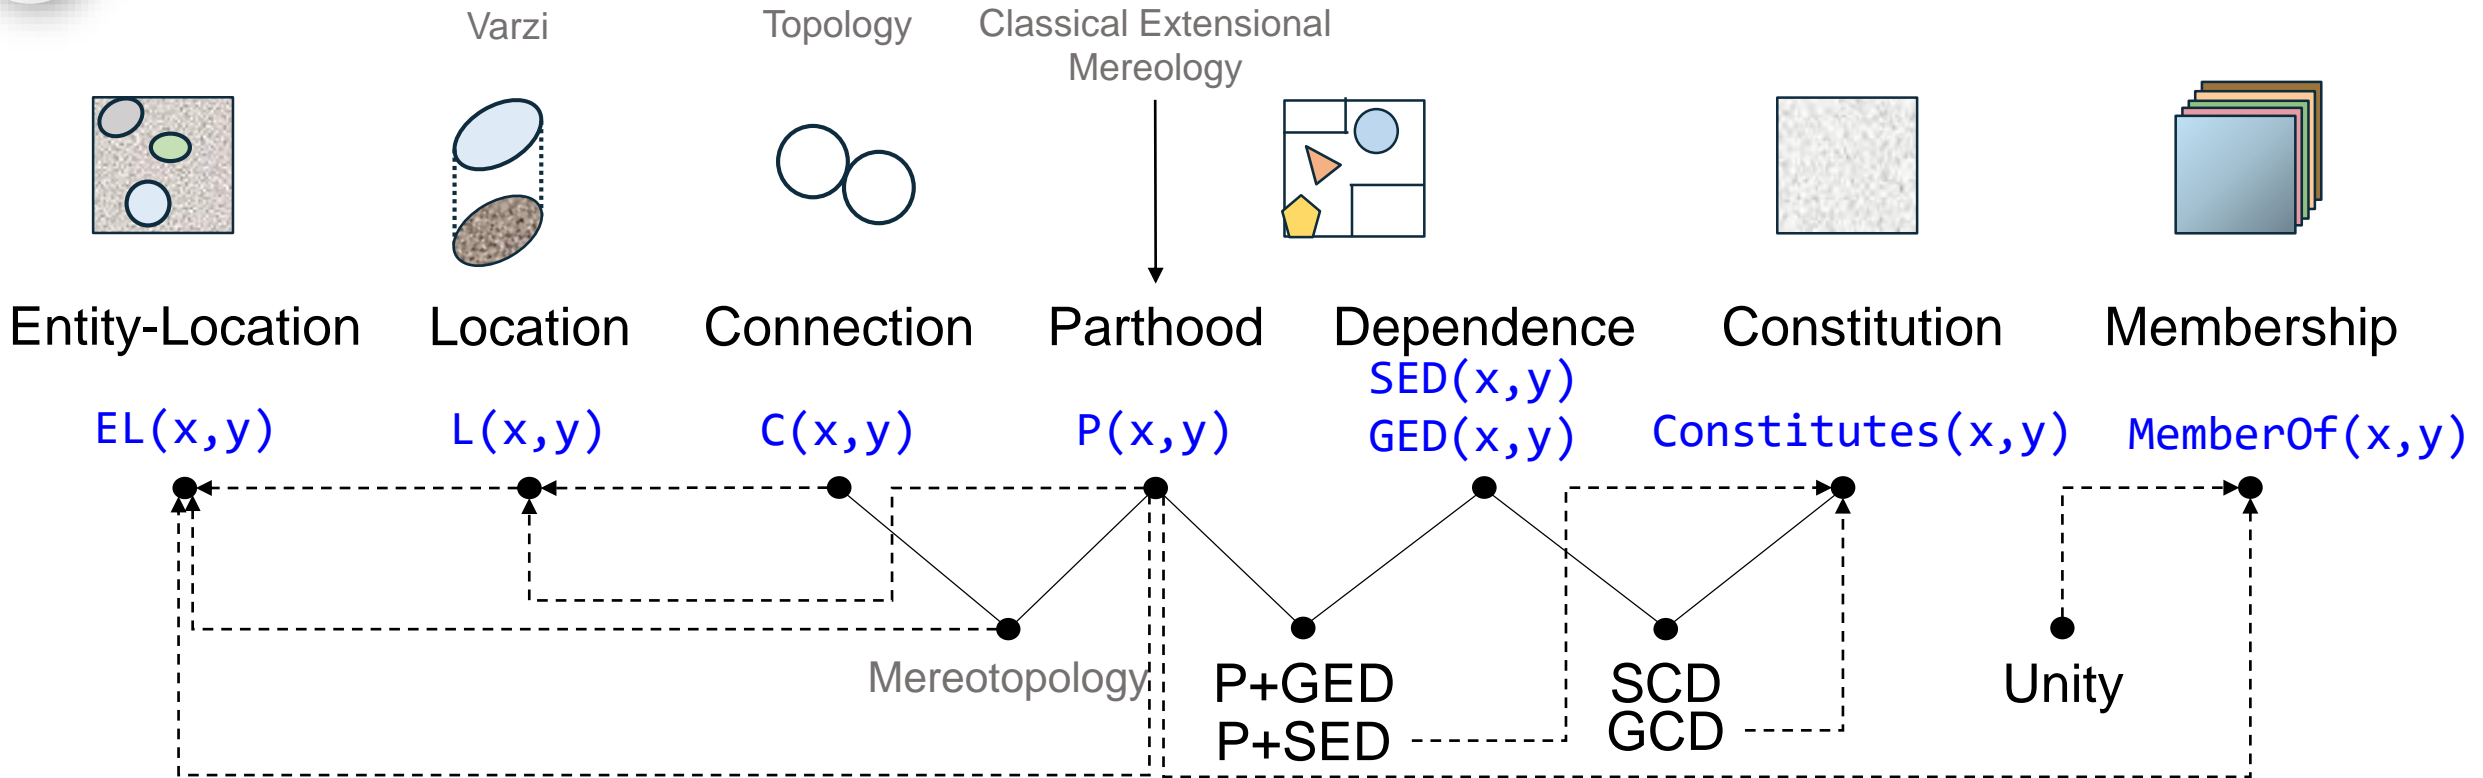 Varzi
Topology
Classical Extensional
Mereology
Entity-Location
Location
Connection
Parthood
Dependence
Constitution
Membership
EL(x,y)
L(x,y)
C(x,y)
P(x,y)
SED(x,y)
GED(x,y)
Constitutes(x,y)
MemberOf(x,y)
Mereotopology
P+GED
P+SED
SCD
GCD
Unity